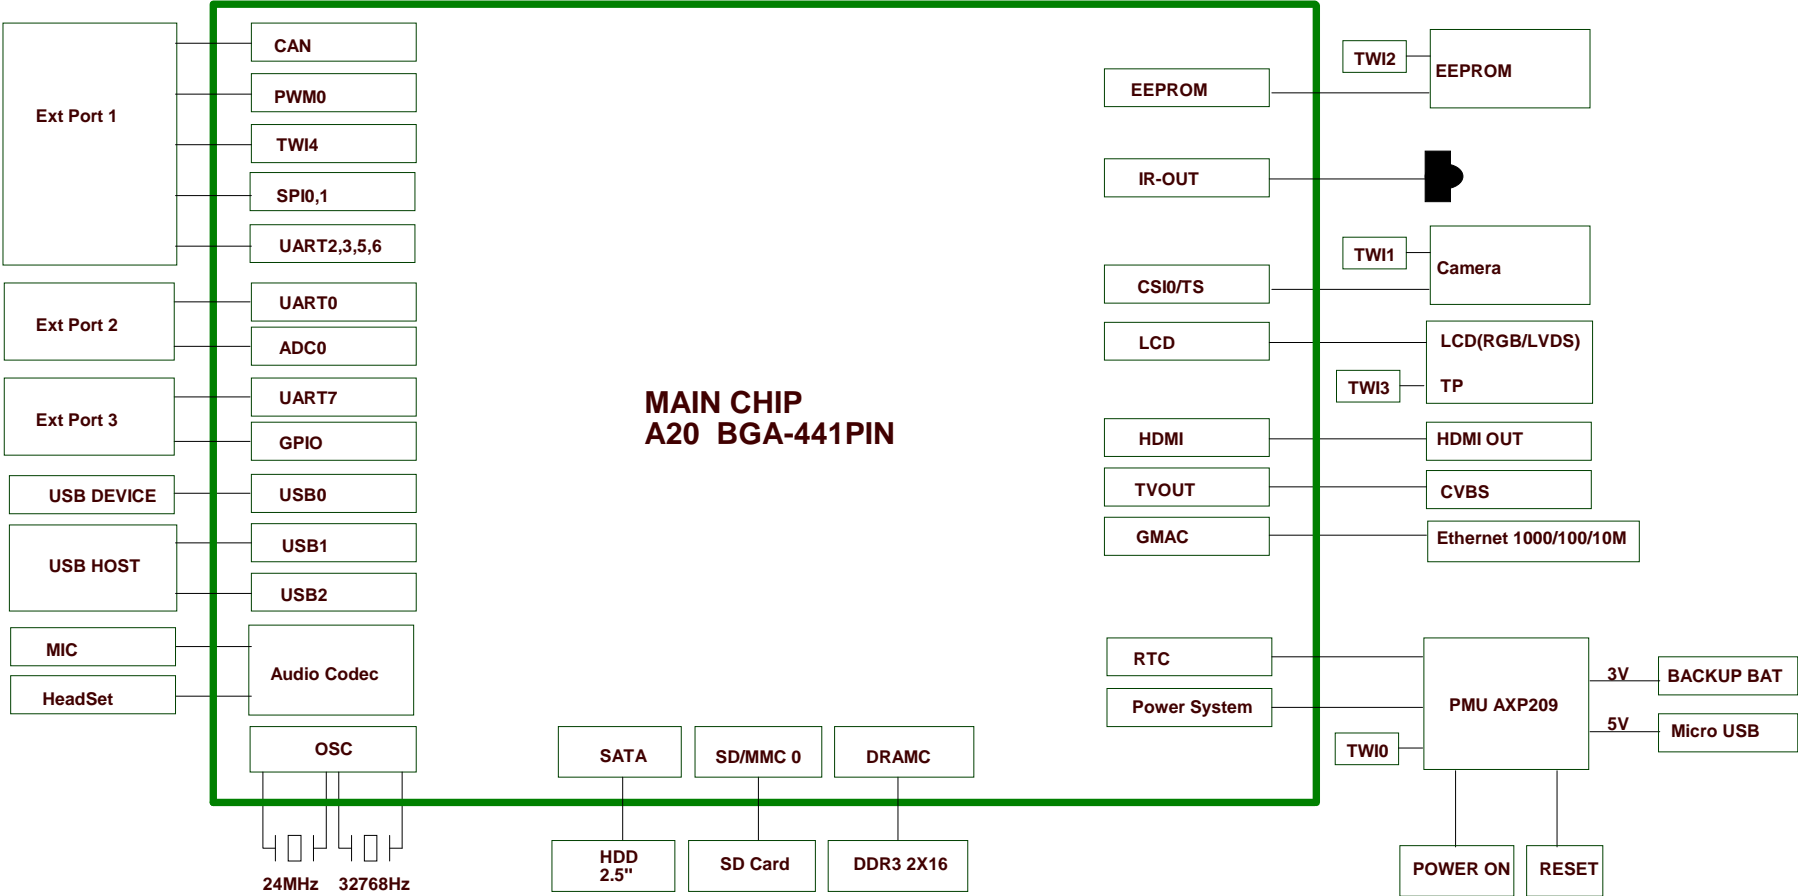 Ext Port 1
CAN
PWM0
TWI4
SPI0,1
UART2,3,5,6
Ext Port 2
UART0
ADC0
Ext Port 3
UART7
GPIO
USB DEVICE
USB0
USB HOST
USB1
USB2
MIC
HeadSet
Audio Codec
OSC
24MHz
32768Hz
MAIN CHIP
A20 BGA-441PIN
SATA
SD/MMC 0
DRAMC
HDD
2.5"
SD Card
DDR3 2X16
EEPROM
TWI2
EEPROM
IR-OUT
TWI1
Camera
CSI0/TS
LCD
LCD(RGB/LVDS)
TWI3
TP
HDMI
HDMI OUT
TVOUT
CVBS
GMAC
Ethernet 1000/100/10M
RTC
Power System
TWI0
PMU AXP209
3V
BACKUP BAT
5V
Micro USB
POWER ON
RESET